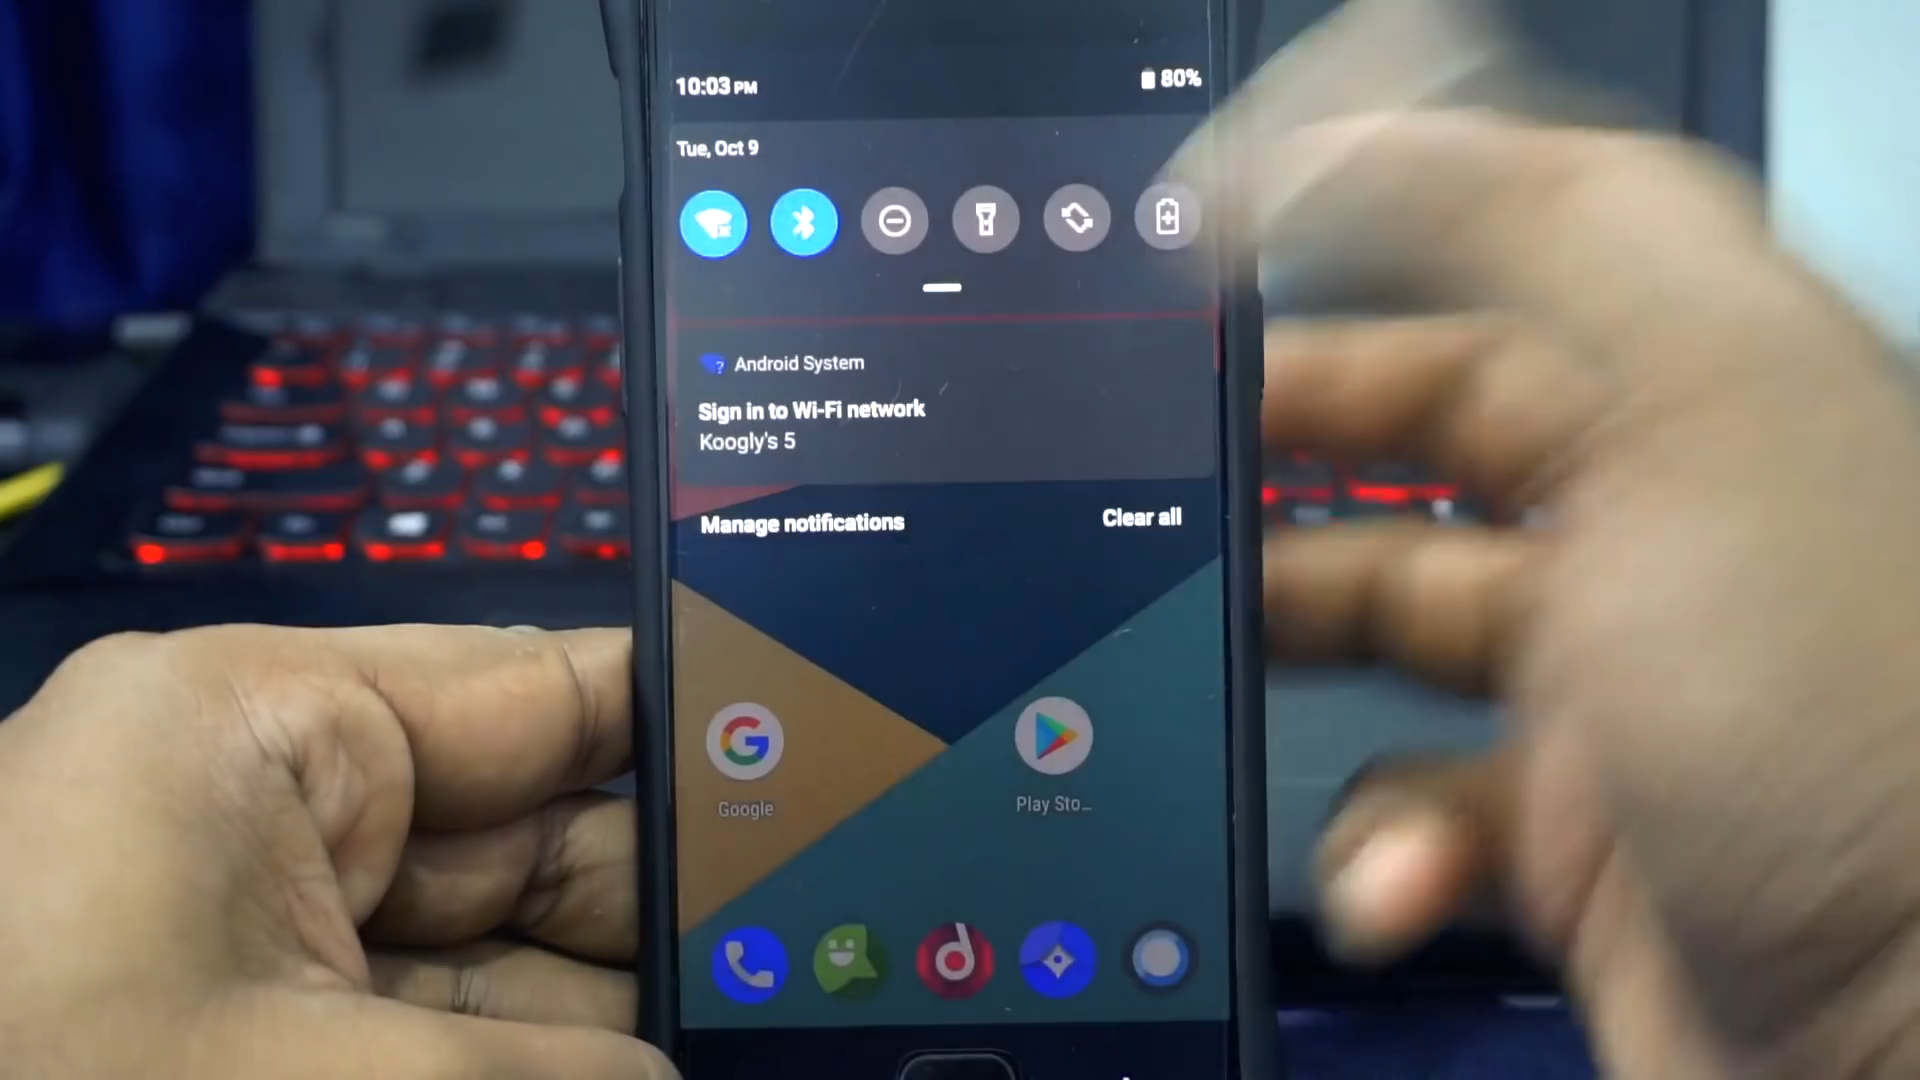 10:03 PM
80%
Tue, Oct 9
Android System
Sign in to Wi-Fi network
Koogly's 5
Manage notifications
Clear all
Google
Play Sto...